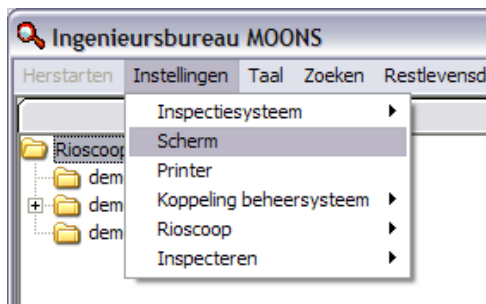 Ingenieursbureau MOONS
Herstarten Instellingen Taal Zoeken Restlevensd
Inspectiesysteem
Rioscoop Scherm
dem Printer
dem Koppeling beheersysteem
dem Rioscoop
Inspecteren